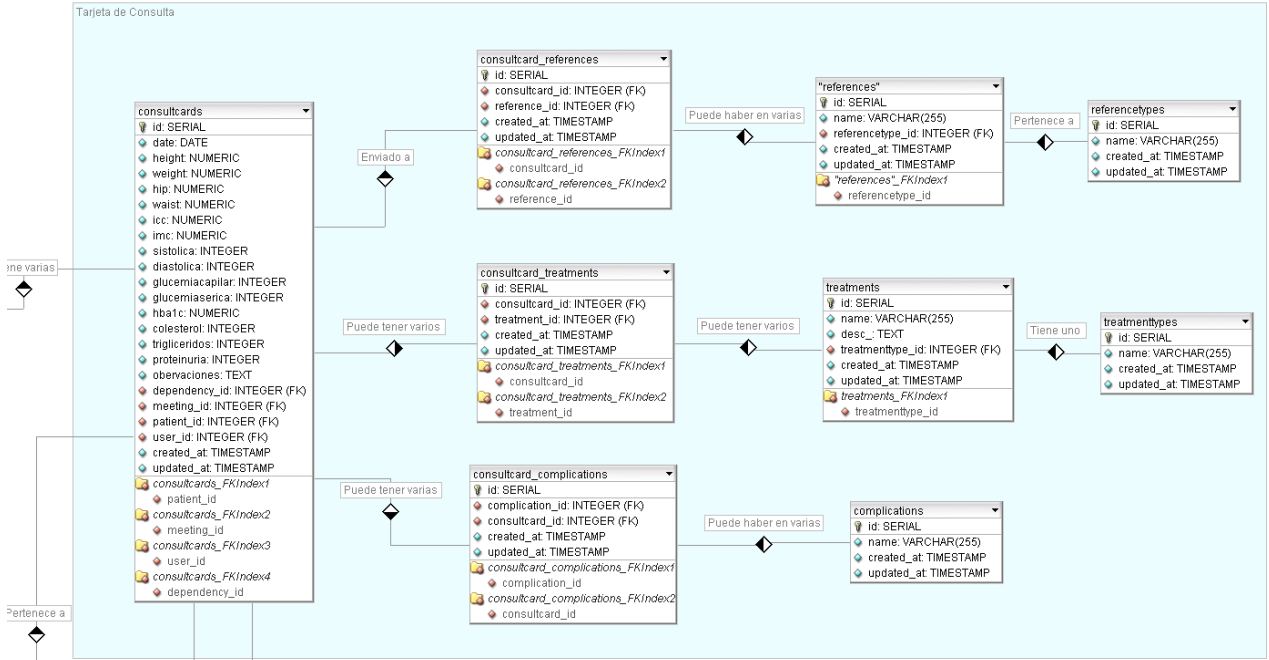 Tarjeta de Consulta
consultcards
id: SERIAL
date: DATE
height: NUMERIC
weight: NUMERIC
hip: NUMERIC
waist: NUMERIC
icc: NUMERIC
imc: NUMERIC
sistolica: INTEGER
diastolica: INTEGER
glucemiacapilar: INTEGER
glucemiaserica: INTEGER
hba1c: NUMERIC
colesterol: INTEGER
trigliceridos: INTEGER
proteinuria: INTEGER
obervaciones: TEXT
dependency_id: INTEGER (FK)
meeting_id: INTEGER (FK)
patient_id: INTEGER (FK)
user_id: INTEGER (FK)
created_at: TIMESTAMP
updated_at: TIMESTAMP
consultcards_FKIndex1
patient_id
consultcards_FKIndex2
meeting_id
consultcards_FKIndex3
user_id
consultcards_FKIndex4
dependency_id
ene varias
Pertenece a
Enviado a
consultcard_references
id: SERIAL
consultcard_id: INTEGER (FK)
reference_id: INTEGER (FK)
created_at: TIMESTAMP
updated_at: TIMESTAMP
consultcard_references_FKIndex1
consultcard_id
consultcard_references_FKIndex2
reference_id
Puede haber en varias
"references"
id: SERIAL
name: VARCHAR(255)
referencetype_id: INTEGER (FK)
created_at: TIMESTAMP
updated_at: TIMESTAMP
"references"_FKIndex1
referencetype_id
Pertenece a
referencetypes
id: SERIAL
name: VARCHAR(255)
created_at: TIMESTAMP
updated_at: TIMESTAMP
Puede tener varios
consultcard_treatments
id: SERIAL
consultcard_id: INTEGER (FK)
treatment_id: INTEGER (FK)
created_at: TIMESTAMP
updated_at: TIMESTAMP
consultcard_treatments_FKIndex1
consultcard_id
consultcard_treatments_FKIndex2
treatment_id
Puede tener varios
treatments
id: SERIAL
name: VARCHAR(255)
desc_: TEXT
treatmenttype_id: INTEGER (FK)
created_at: TIMESTAMP
updated_at: TIMESTAMP
treatments_FKIndex1
treatmenttype_id
Tiene uno
treatmenttypes
id: SERIAL
name: VARCHAR(255)
created_at: TIMESTAMP
updated_at: TIMESTAMP
Puede tener varias
consultcard_complications
id: SERIAL
complication_id: INTEGER (FK)
consultcard_id: INTEGER (FK)
created_at: TIMESTAMP
updated_at: TIMESTAMP
consultcard_complications_FKIndex1
complication_id
consultcard_complications_FKIndex2
consultcard_id
Puede haber en varias
complications
id: SERIAL
name: VARCHAR(255)
created_at: TIMESTAMP
updated_at: TIMESTAMP